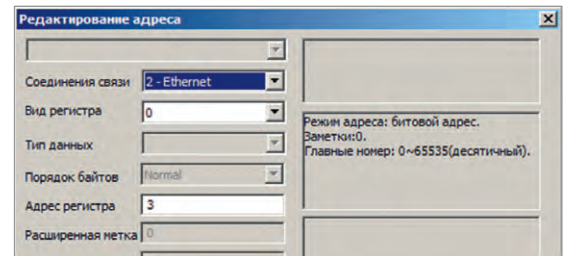 Редактирование адреса
Соединения связи 2 - Ethernet
Вид регистра 0
Режим адреса: битовой адрес.
Заметки:0.
Главные номер: 0~65535(десятичный).
Тип данных
Порядок байтов Normal
Адрес регистра 3
Расширенная метка 0